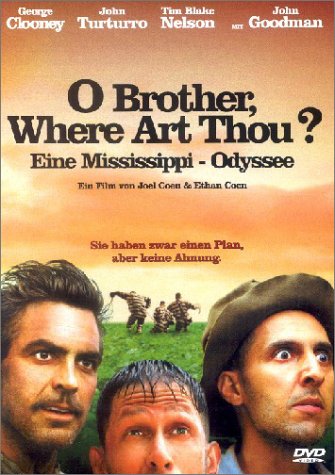 George Clooney
John Turturro
Tim Blake Nelson
MIT
John Goodman
O Brother,
Where Art Thou?
Eine Mississippi - Odyssee
Ein Film von Joel Coen & Ethan Coen
Sie haben zwar einen Plan,
aber keine Ahnung.
DVD
VIDEO